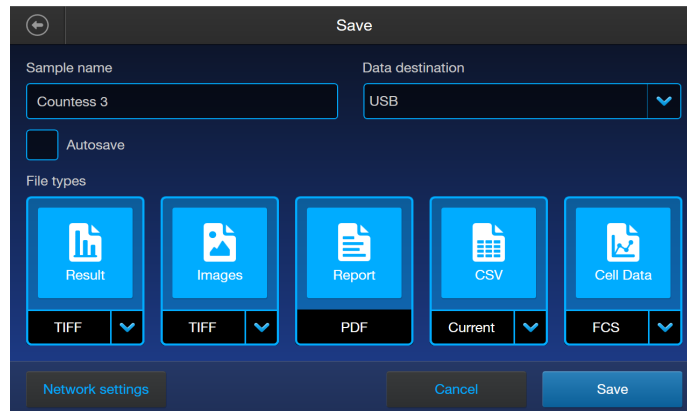 Save
Sample name
Data destination
Countess 3
USB
Autosave
File types
Result
Images
Report
CSV
Cell Data
TIFF
TIFF
PDF
Current
FCS
Network settings
Cancel
Save